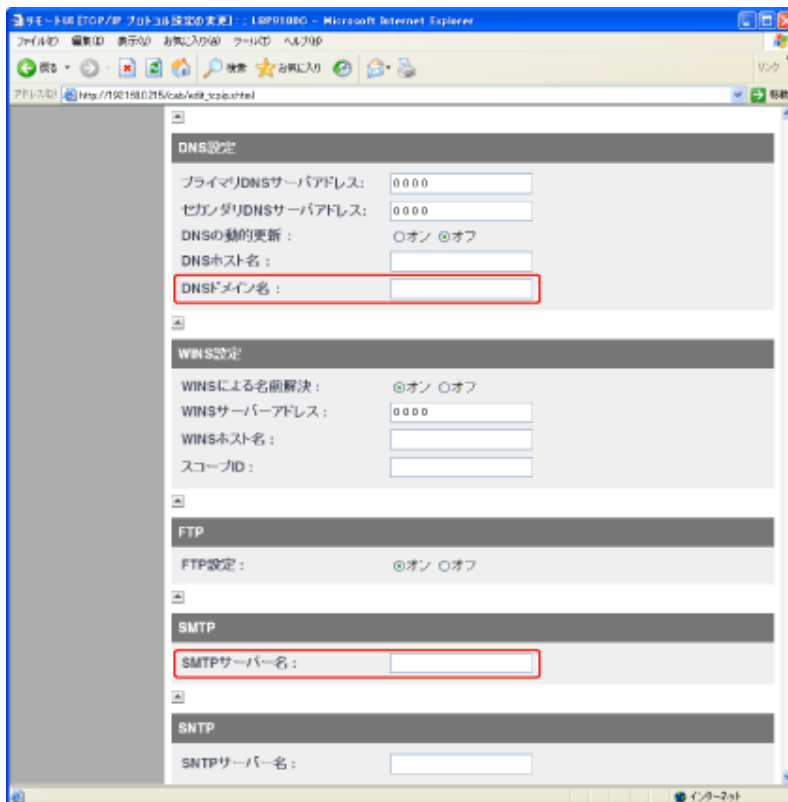 リモートUI [TCP/IP プロトコル設定の変更] : ; LBP9100C - Microsoft Internet Explorer
ファイル(F) 編集(E) 表示(V) お気に入り(A) ツール(T) ヘルプ(H)
戻る 検索 お気に入り リンク
アドレス(D) http://192.168.0.215/cab/edit_tcpip.shtml 移動
DNS設定
プライマリDNSサーバアドレス: 0.0.0.0
セカンダリDNSサーバアドレス: 0.0.0.0
DNSの動的更新 : オン オフ
DNSホスト名 :
DNSドメイン名 :
WINS設定
WINSによる名前解決 : オン オフ
WINSサーバーアドレス : 0.0.0.0
WINSホスト名 :
スコープID :
FTP
FTP設定 : オン オフ
SMTP
SMTPサーバー名 :
SNTP
SNTPサーバー名 :
インターネット